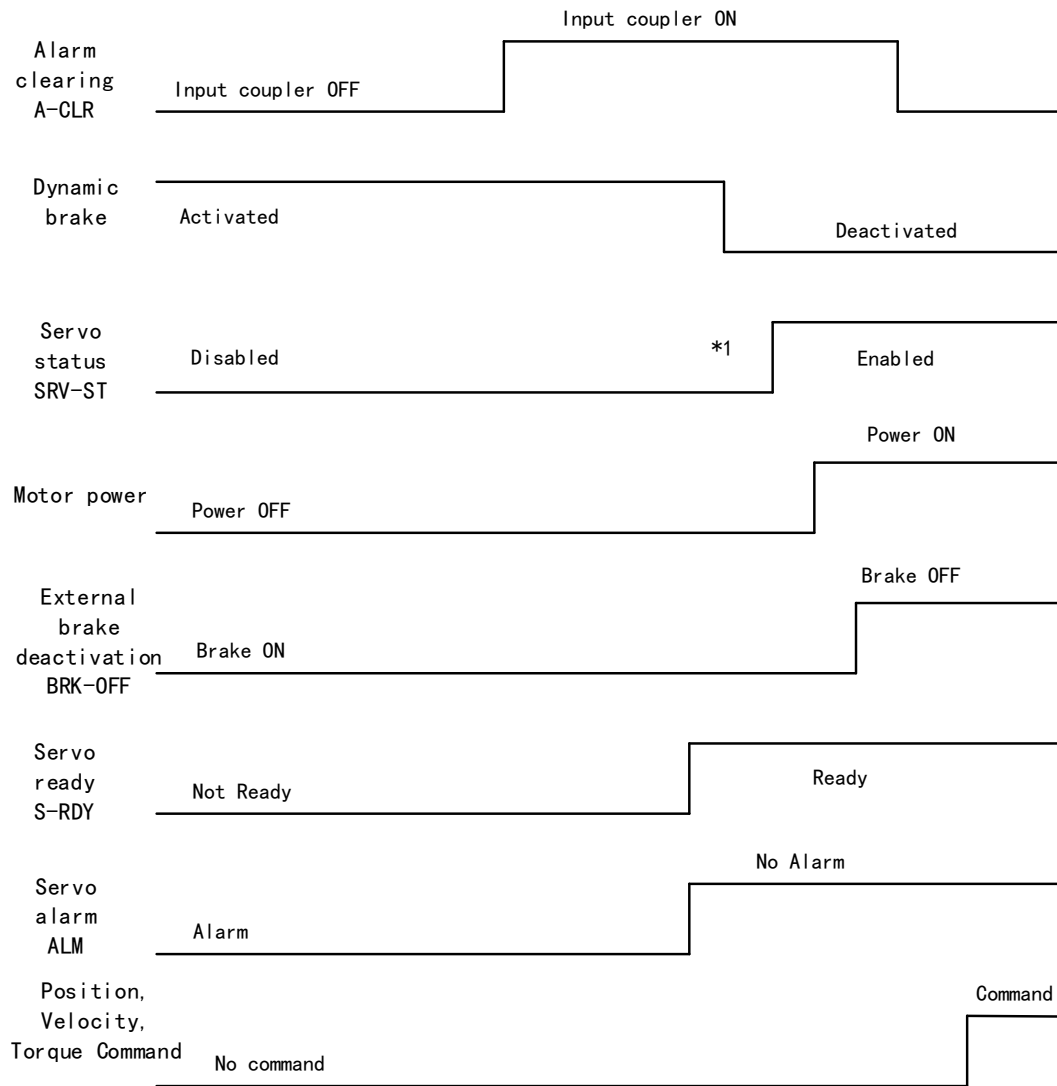 Input coupler ON
Alarm
clearing
A-CLR
Input coupler OFF
Dynamic
brake
Activated
Deactivated
Servo
status
SRV-ST
Disabled
*1
Enabled
Power ON
Motor power
Power OFF
Brake OFF
External
brake
deactivation
BRK-OFF
Brake ON
Servo
ready
S-RDY
Not Ready
Ready
No Alarm
Servo
alarm
ALM
Alarm
Position,
Velocity,
Torque Command
Command
No command